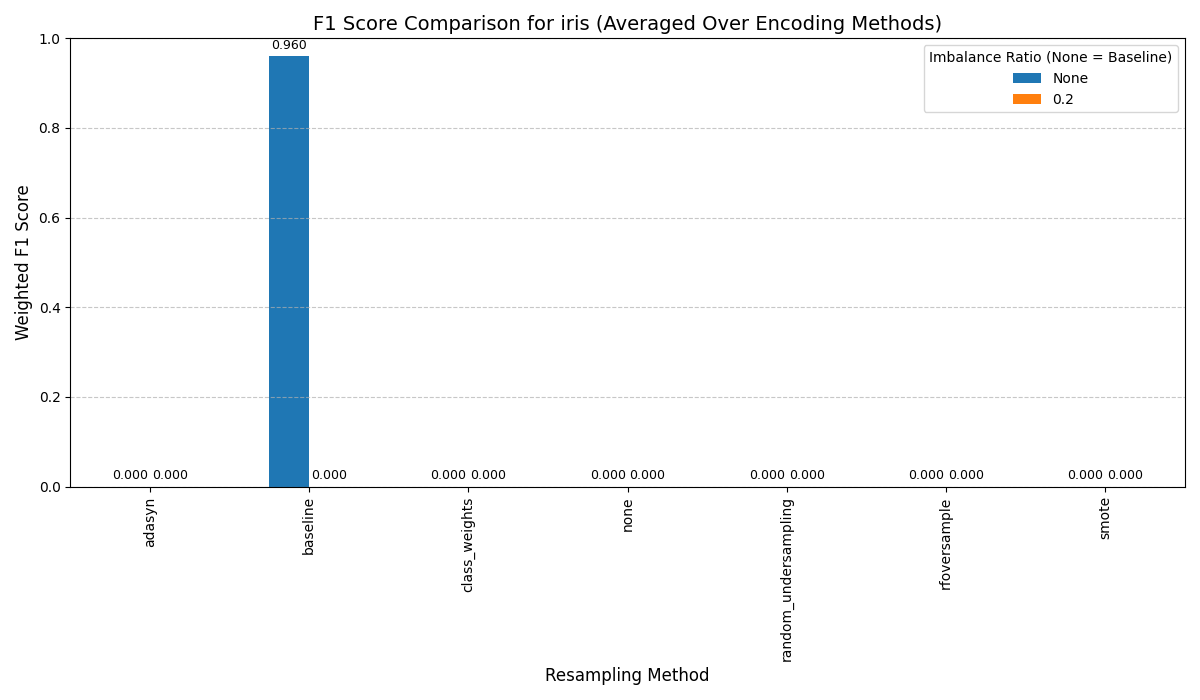 F1 Score Comparison for iris (Averaged Over Encoding Methods)
Weighted F1 Score
1.0
0.8
0.6
0.4
0.2
0.0
Imbalance Ratio (None = Baseline)
None
0.2
0.960
0.000 0.000 0.000 0.000 0.000 0.000 0.000 0.000 0.000 0.000 0.000 0.000 0.000
adasyn
baseline
class_weights
none
random_undersampling
rfoversample
smote
Resampling Method